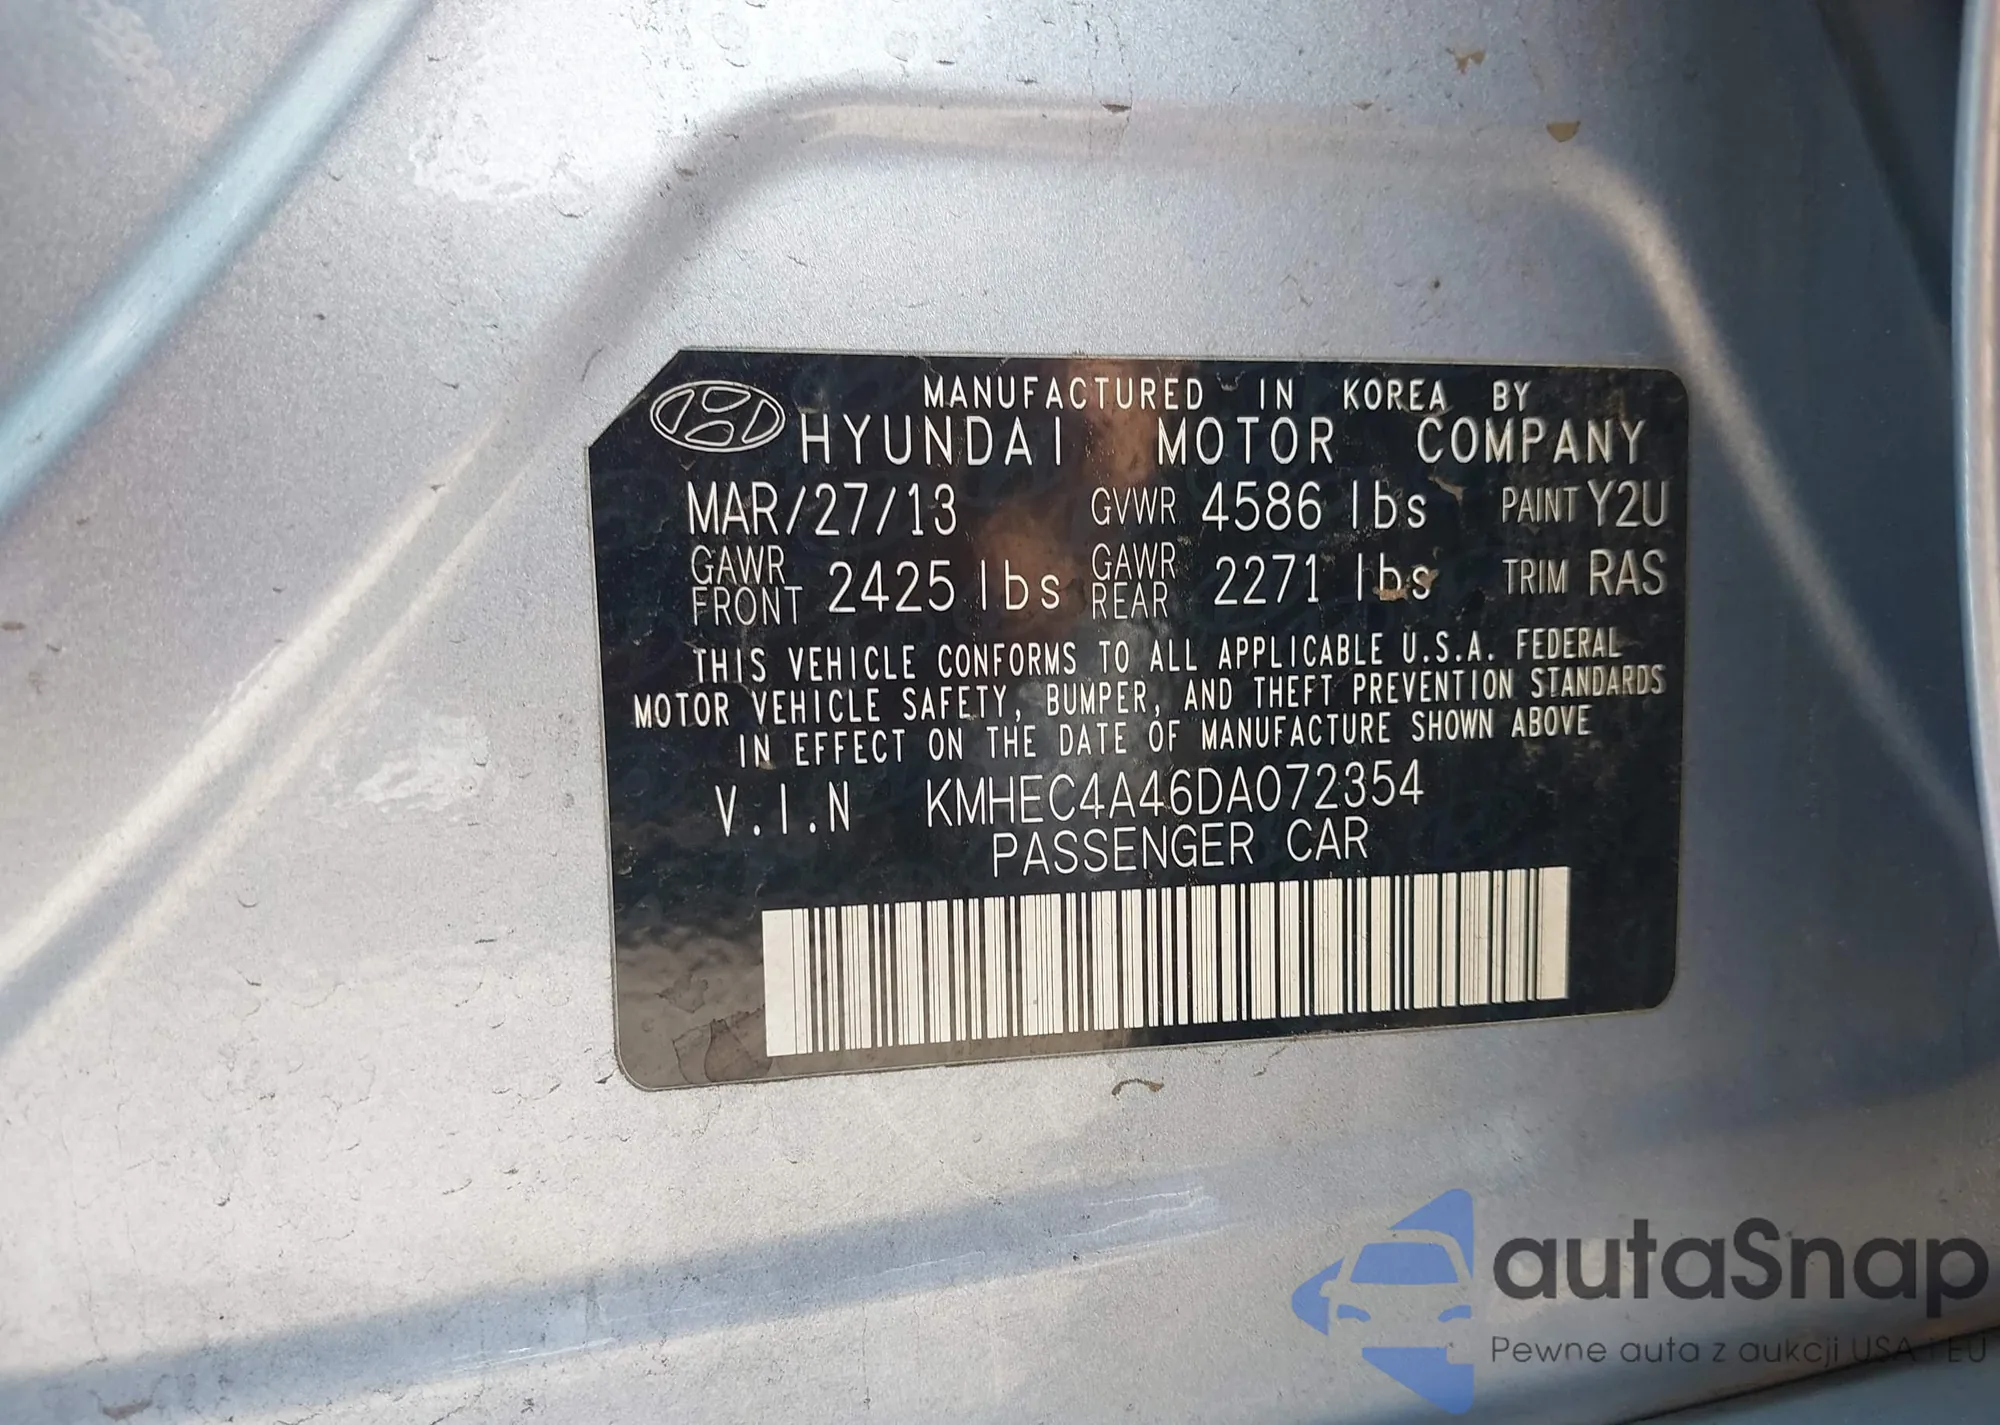 MANUFACTURED IN KOREA BY
HYUNDAI MOTOR COMPANY
MAR/27/13 GVWR 4586 lbs PAINT Y2U
GAWR FRONT 2425 lbs GAWR REAR 2271 lbs TRIM RAS
THIS VEHICLE CONFORMS TO ALL APPLICABLE U.S.A. FEDERAL
MOTOR VEHICLE SAFETY, BUMPER, AND THEFT PREVENTION STANDARDS
IN EFFECT ON THE DATE OF MANUFACTURE SHOWN ABOVE
V.I.N KMHEC4A46DA072354
PASSENGER CAR
autaSnap
Pewne auta z aukcji USA i EU